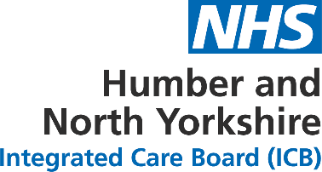 NHS
Humber and
North Yorkshire
Integrated Care Board (ICB)